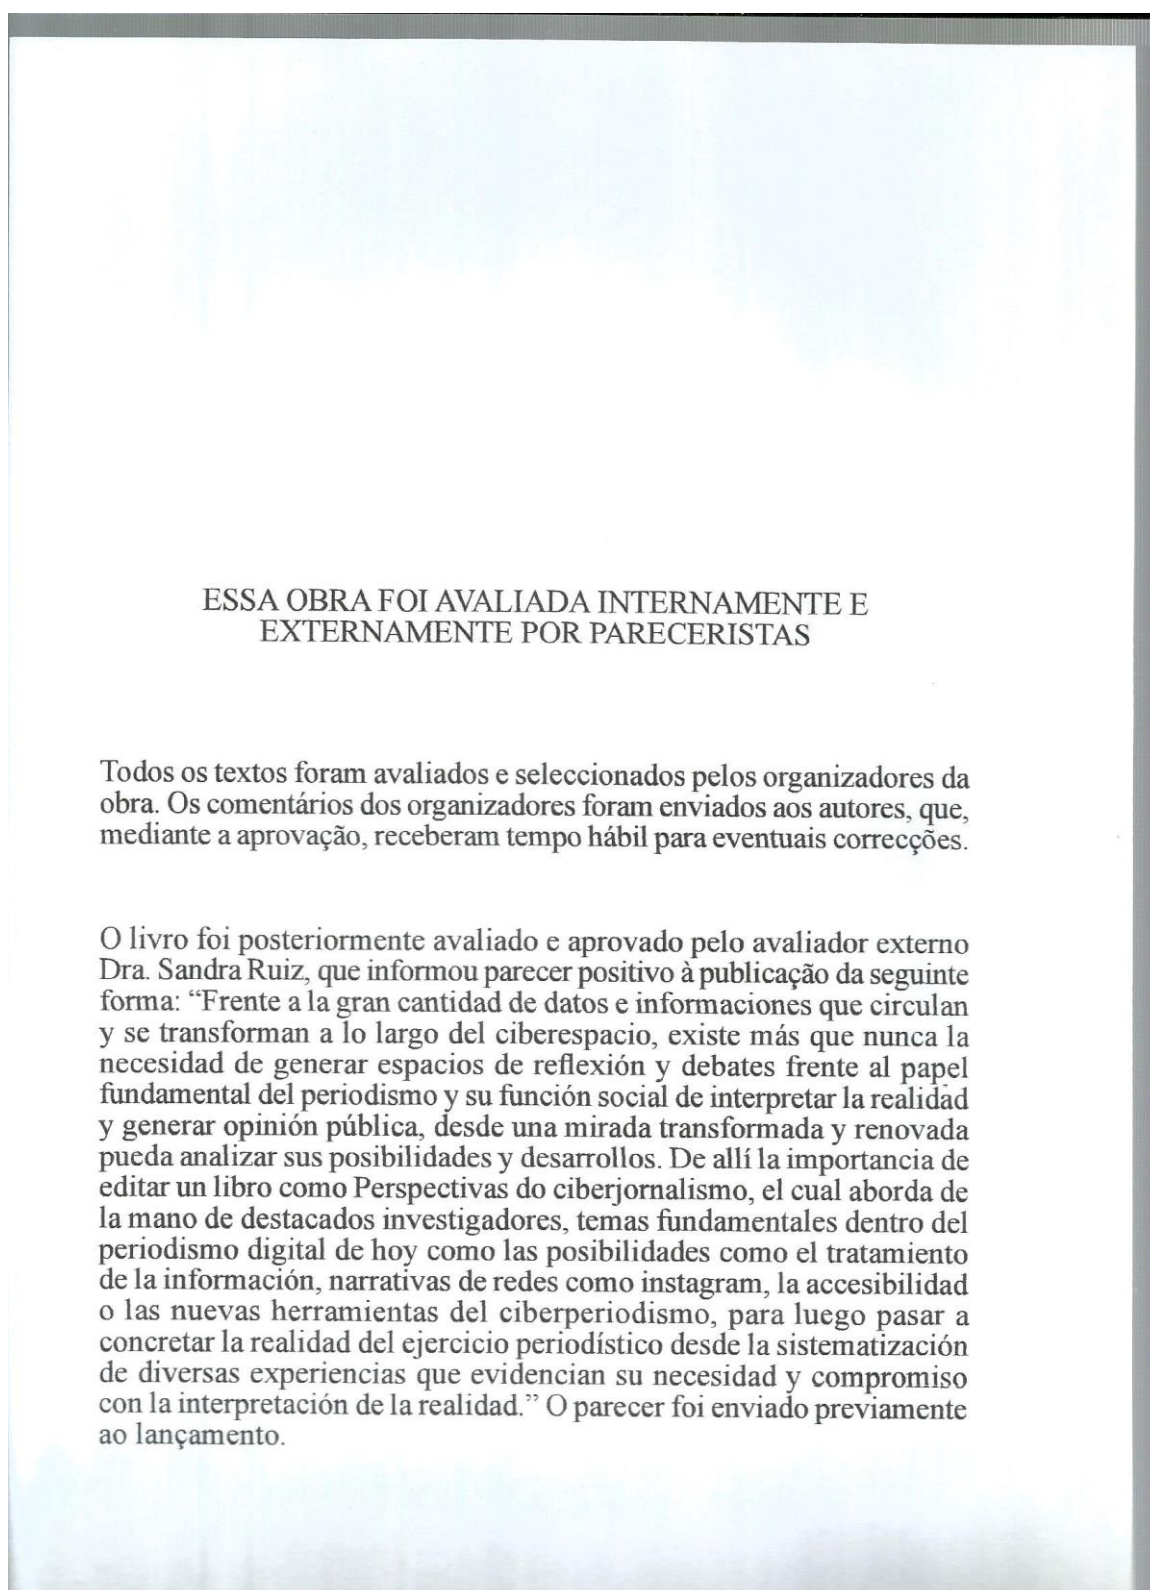 ESSA OBRA FOI AVALIADA INTERNAMENTE E
EXTERNAMENTE POR PARECERISTAS
Todos os textos foram avaliados e seleccionados pelos organizadores da
obra. Os comentários dos organizadores foram enviados aos autores, que,
mediante a aprovação, receberam tempo hábil para eventuais correcções.
O livro foi posteriormente avaliado e aprovado pelo avaliador externo
Dra. Sandra Ruiz, que informou parecer positivo à publicação da seguinte
forma: “Frente a la gran cantidad de datos e informaciones que circulan
y se transforman a lo largo del ciberespacio, existe más que nunca la
necesidad de generar espacios de reflexión y debates frente al papel
fundamental del periodismo y su función social de interpretar la realidad
y generar opinión pública, desde una mirada transformada y renovada
pueda analizar sus posibilidades y desarrollos. De allí la importancia de
editar un libro como Perspectivas do ciberjornalismo, el cual aborda de
la mano de destacados investigadores, temas fundamentales dentro del
periodismo digital de hoy como las posibilidades como el tratamiento
de la información, narrativas de redes como instagram, la accesibilidad
o las nuevas herramientas del ciberperiodismo, para luego pasar a
concretar la realidad del ejercicio periodístico desde la sistematización
de diversas experiencias que evidencian su necesidad y compromiso
con la interpretación de la realidad.” O parecer foi enviado previamente
ao lançamento.